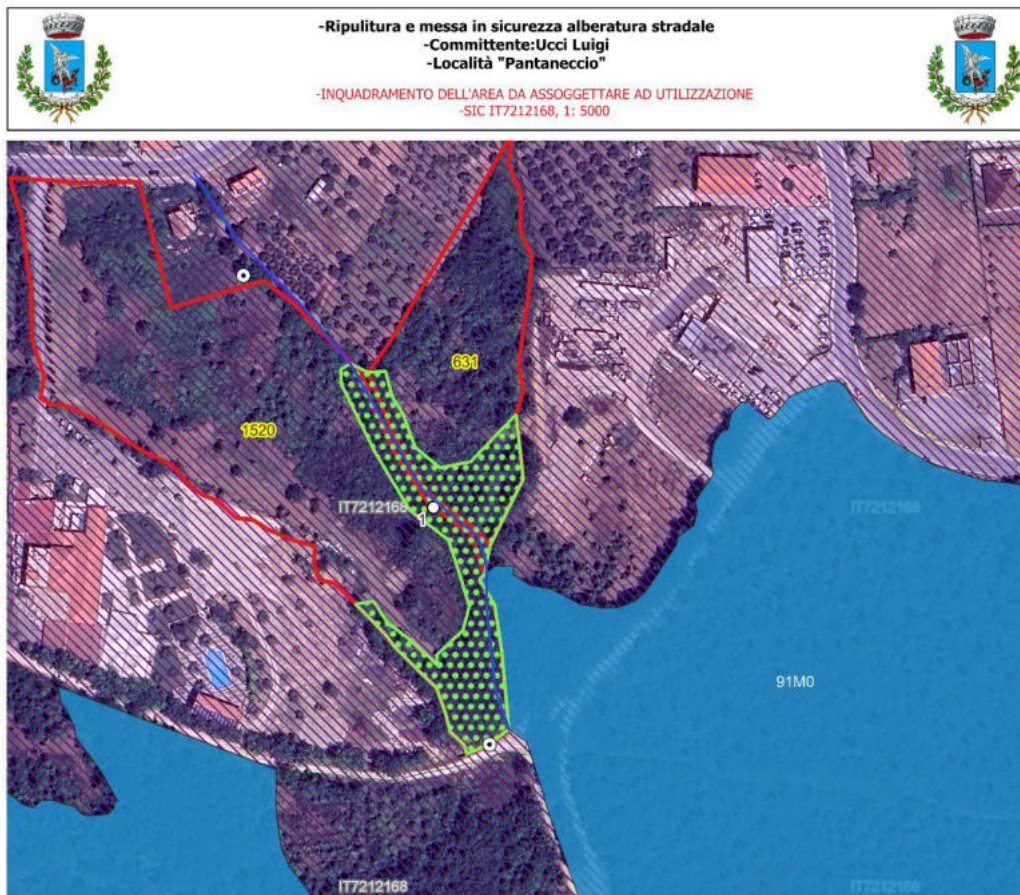 -Ripulitura e messa in sicurezza alberatura stradale
-Committente:Ucci Luigi
-Località "Pantaneccio"
-INQUADRAMENTO DELL'AREA DA ASSOGGETTARE AD UTILIZZAZIONE
-SIC IT7212168, 1: 5000
631
1520
IT7212168
IT7212168
1
91M0
IT7212168
IT7212168